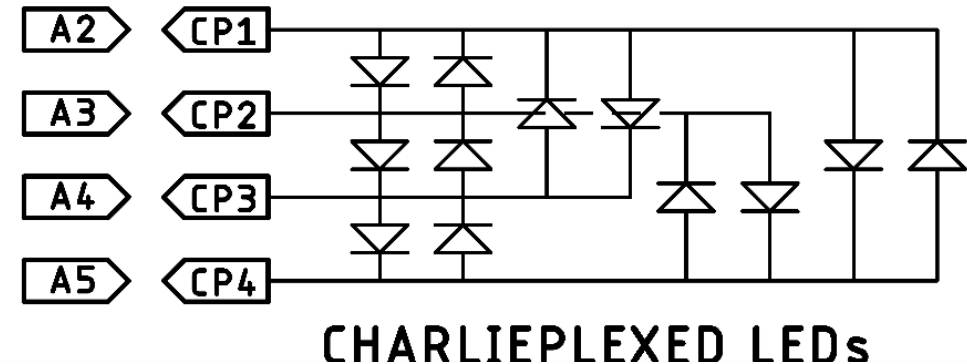 A2 CP1
A3 CP2
A4 CP3
A5 CP4
CHARLIEPLEXED LEDs